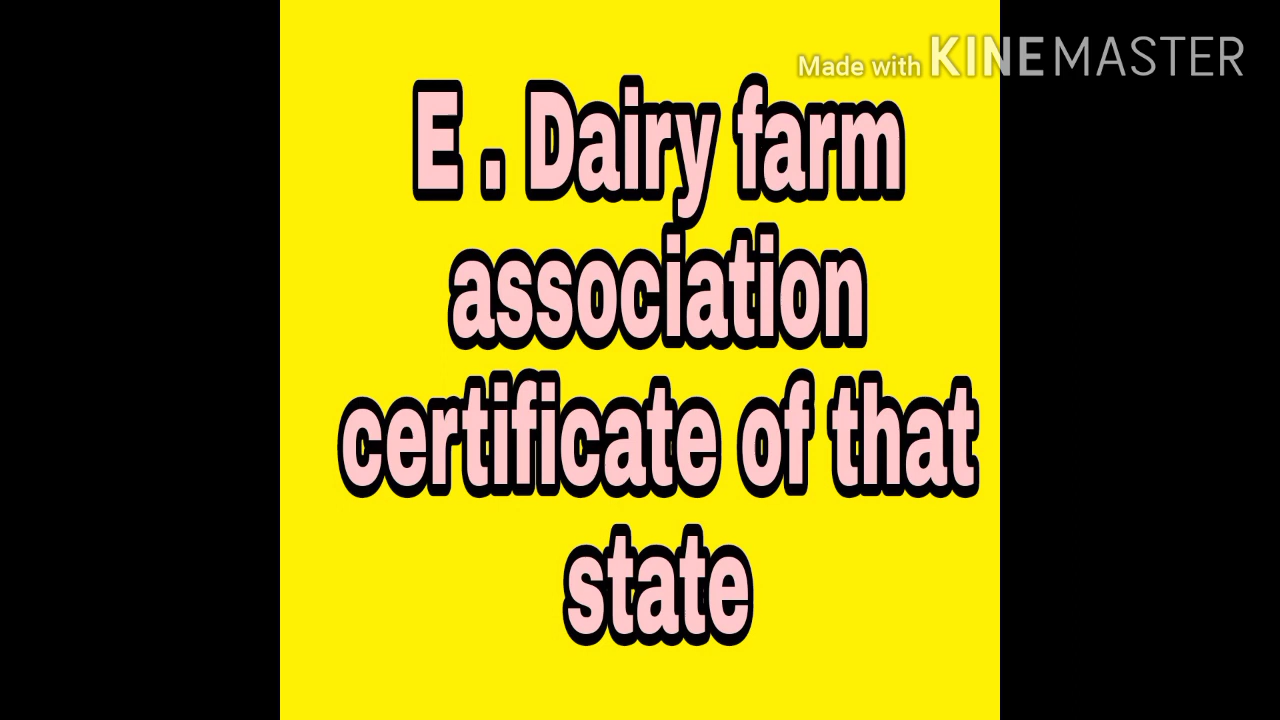 Made with KINEMASTER
E . Dairy farm
association
certificate of that
state